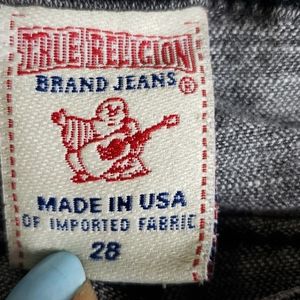 TRUE RELIGION
BRAND JEANS
®
MADE IN USA
OF IMPORTED FABRIC
28